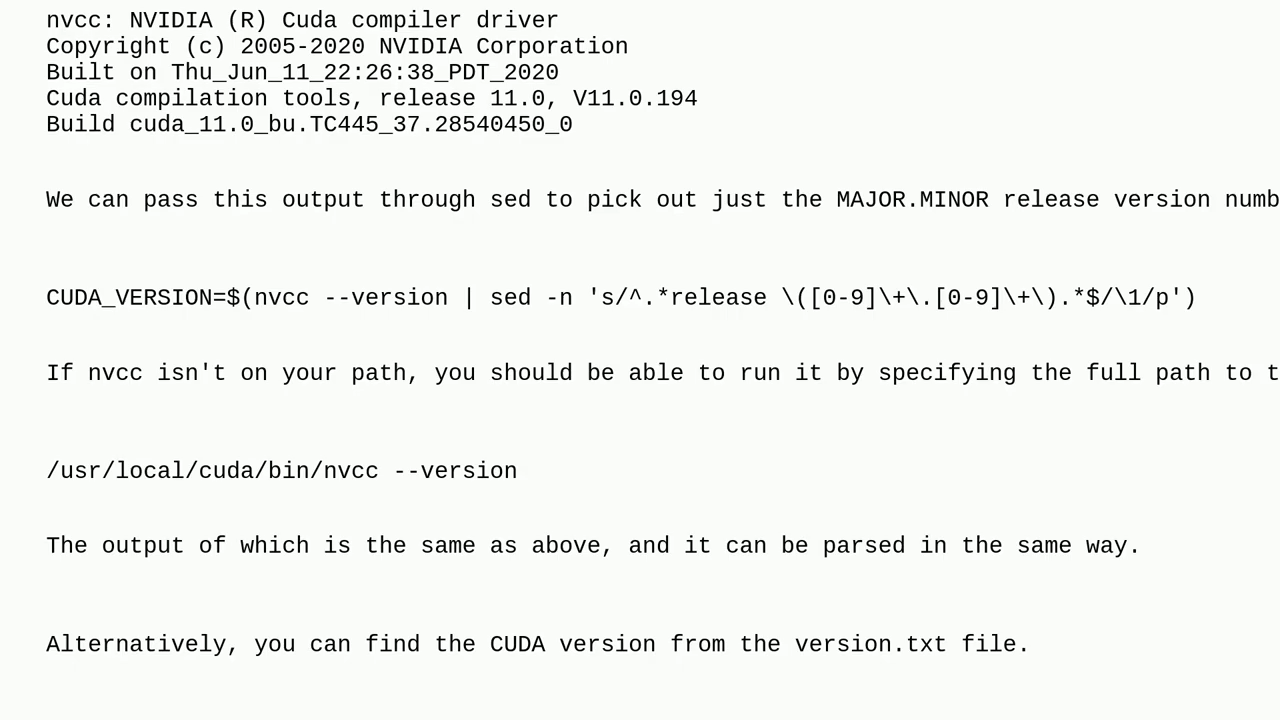 nvcc: NVIDIA (R) Cuda compiler driver
Copyright (c) 2005-2020 NVIDIA Corporation
Built on Thu_Jun_11_22:26:38_PDT_2020
Cuda compilation tools, release 11.0, V11.0.194
Build cuda_11.0_bu.TC445_37.28540450_0
We can pass this output through sed to pick out just the MAJOR.MINOR release version
CUDA_VERSION=$(nvcc --version | sed -n 's/^.*release \([0-9]\+\.[0-9]\+\).*$/\1/p')
If nvcc isn't on your path, you should be able to run it by specifying the full path to
/usr/local/cuda/bin/nvcc --version
The output of which is the same as above, and it can be parsed in the same way.
Alternatively, you can find the CUDA version from the version.txt file.